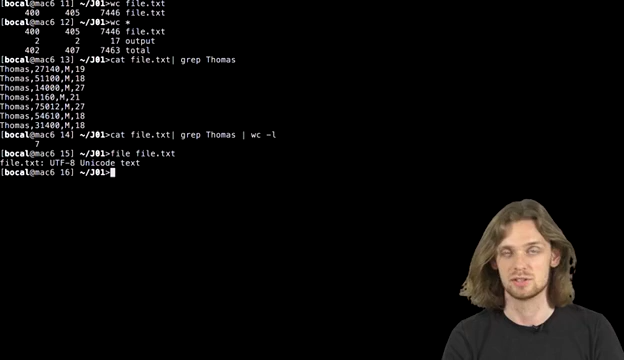 [bocal@mac6 11] ~/J01>wc file.txt
400 405 7446 file.txt
[bocal@mac6 12] ~/J01>wc *
400 405 7446 file.txt
2 2 17 output
402 407 7463 total
[bocal@mac6 13] ~/J01>cat file.txt| grep Thomas
Thomas,27140,M,19
Thomas,51100,M,18
Thomas,14000,M,27
Thomas,1160,M,21
Thomas,75012,M,27
Thomas,54610,M,18
Thomas,31400,M,18
[bocal@mac6 14] ~/J01>cat file.txt| grep Thomas | wc -l
7
[bocal@mac6 15] ~/J01>file file.txt
file.txt: UTF-8 Unicode text
[bocal@mac6 16] ~/J01>